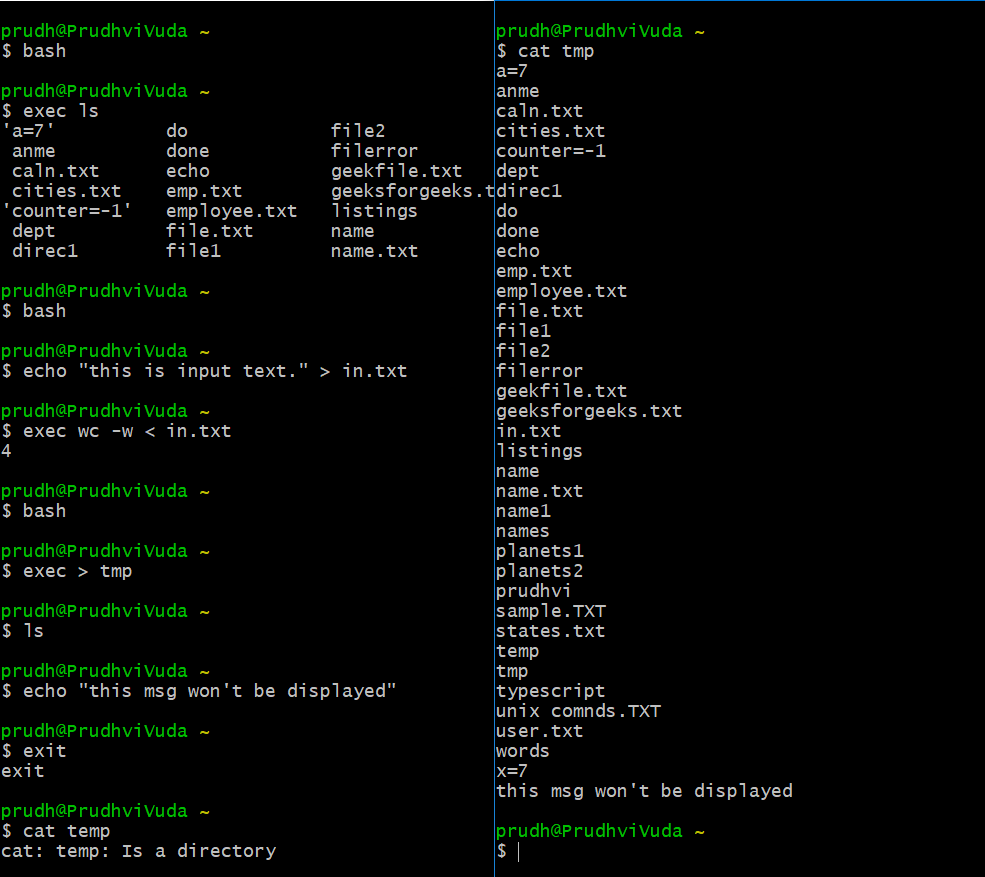 prudh@PrudhviVuda ~
$ bash

prudh@PrudhviVuda ~
$ exec ls
'a=7'          do             file2
 anme          done           filerror
 caln.txt      echo           geekfile.txt
 cities.txt    emp.txt        geeksforgeeks.t
'counter=-1'   employee.txt   listings
 dept          file.txt       name
 direc1        file1          name.txt

prudh@PrudhviVuda ~
$ bash

prudh@PrudhviVuda ~
$ echo "this is input text." > in.txt

prudh@PrudhviVuda ~
$ exec wc -w < in.txt
4

prudh@PrudhviVuda ~
$ bash

prudh@PrudhviVuda ~
$ exec > tmp

prudh@PrudhviVuda ~
$ ls

prudh@PrudhviVuda ~
$ echo "this msg won't be displayed"

prudh@PrudhviVuda ~
$ exit
exit

prudh@PrudhviVuda ~
$ cat temp
cat: temp: Is a directory

prudh@PrudhviVuda ~
$ cat tmp
a=7
anme
caln.txt
cities.txt
counter=-1
dept
direc1
do
done
echo
emp.txt
employee.txt
file.txt
file1
file2
filerror
geekfile.txt
geeksforgeeks.txt
in.txt
listings
name
name.txt
name1
names
planets1
planets2
prudhvi
sample.TXT
states.txt
temp
tmp
typescript
unix comnds.TXT
user.txt
words
x=7
this msg won't be displayed

prudh@PrudhviVuda ~
$